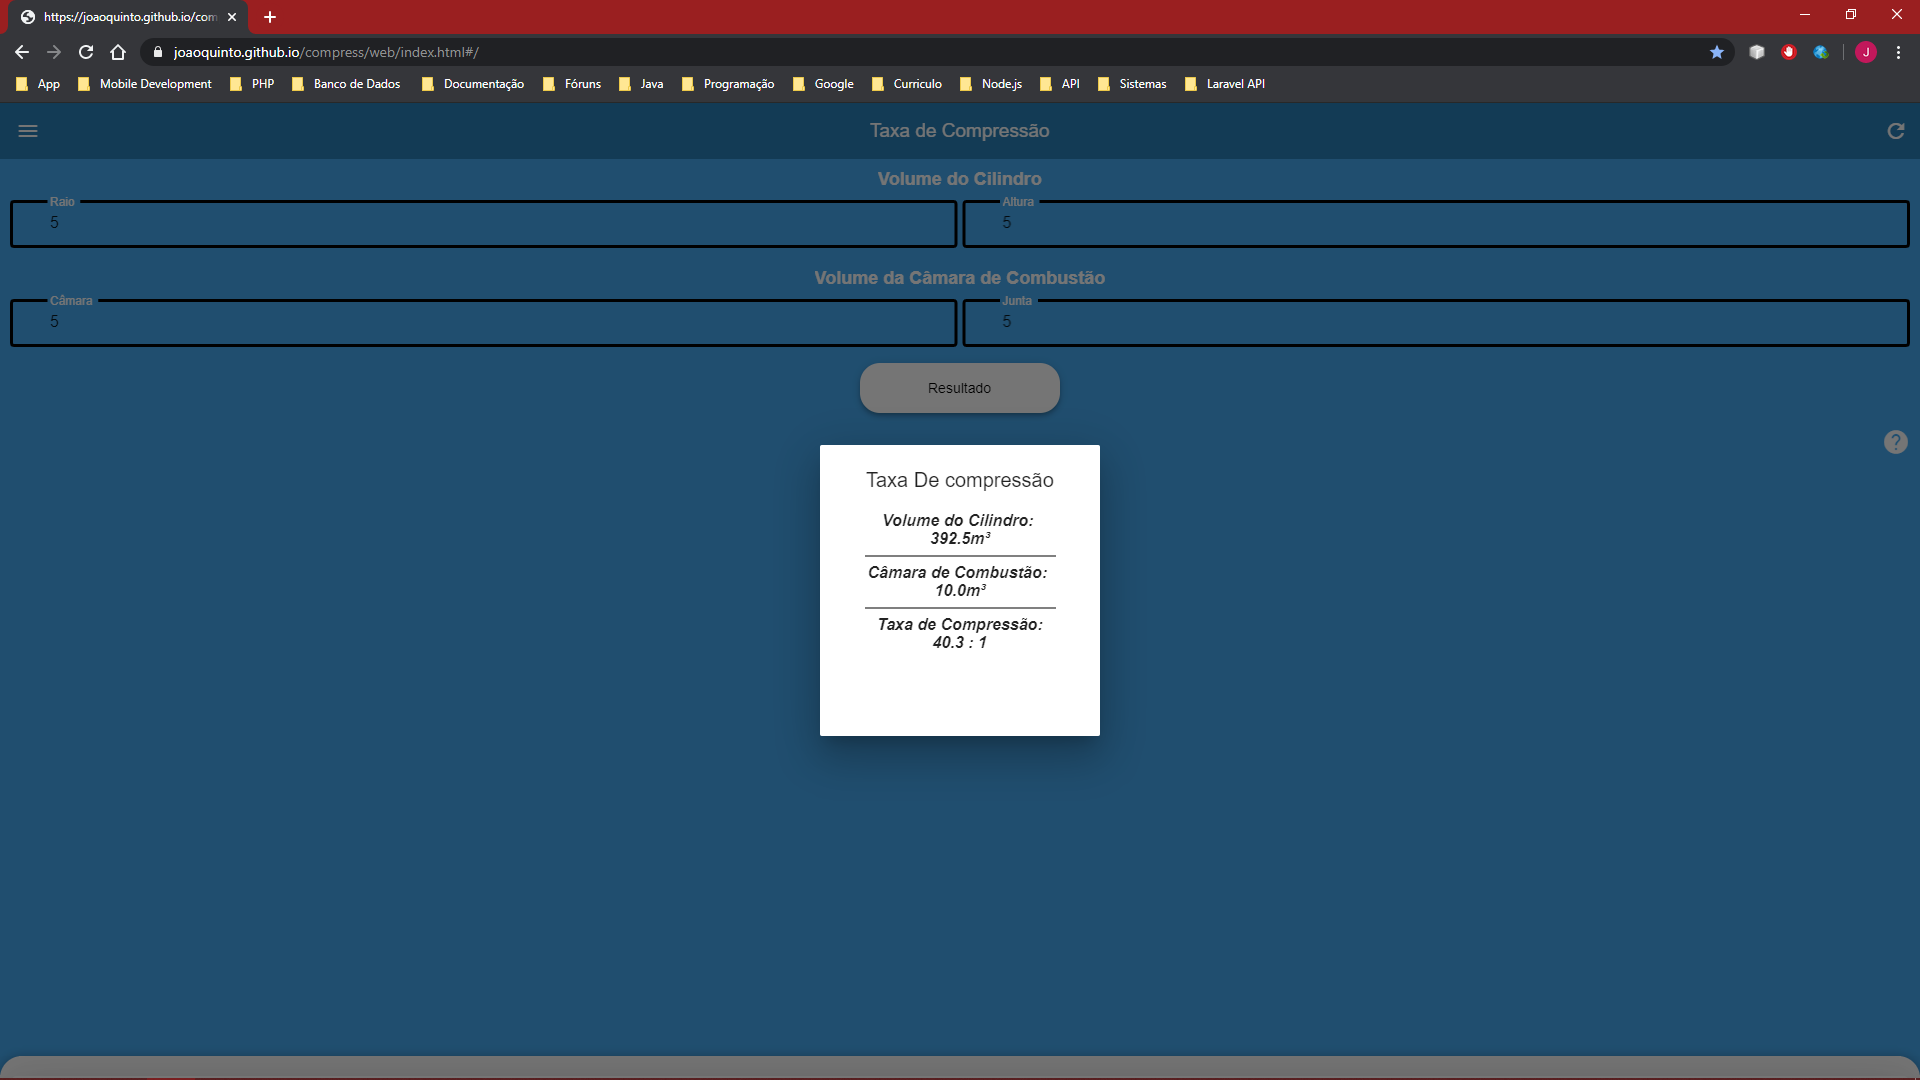 https://joaoquinto.github.io/com
joaoquinto.github.io/compress/web/index.html#/
J
App Mobile Development PHP Banco de Dados Documentação Fóruns Java Programação Google Curriculo Node.js API Sistemas Laravel API
Taxa de Compressão
Volume do Cilindro
Raio Altura
5 5
Volume da Câmara de Combustão
Câmara Junta
5 5
Resultado
?
Taxa De compressão
Volume do Cilindro:
392.5m³
Câmara de Combustão:
10.0m³
Taxa de Compressão:
40.3 : 1